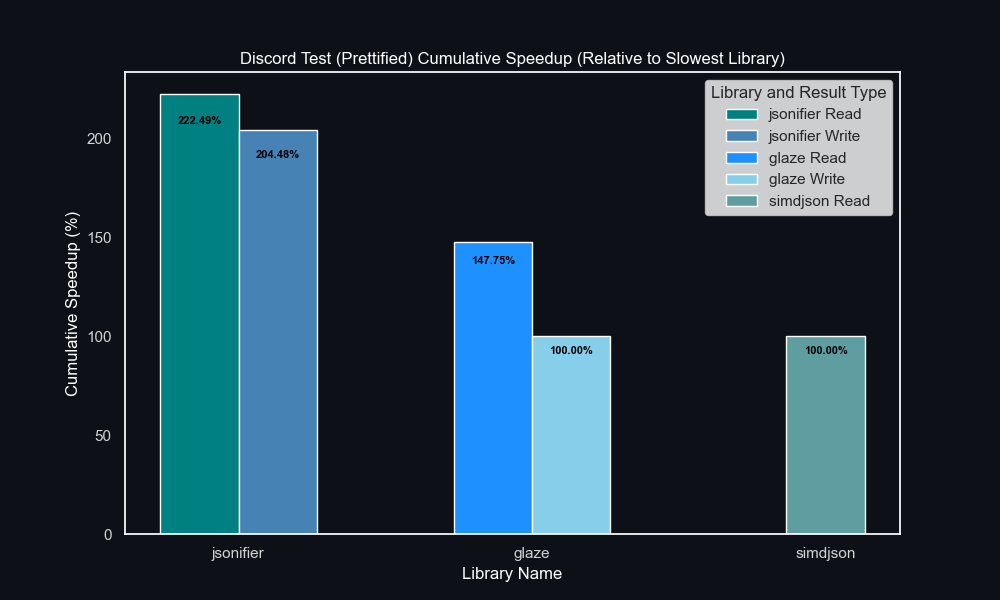 Discord Test (Prettified) Cumulative Speedup (Relative to Slowest Library)
Library and Result Type
jsonifier Read
jsonifier Write
glaze Read
glaze Write
simdjson Read
Cumulative Speedup (%)
200
150
100
50
0
222.49%
204.48%
147.75%
100.00%
100.00%
jsonifier
glaze
simdjson
Library Name